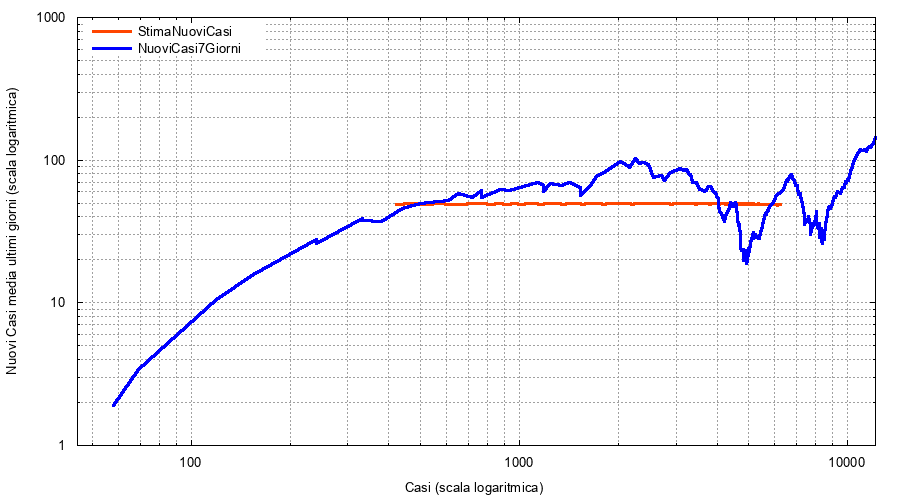 1000
StimaNuoviCasi
NuoviCasi7Giorni
100
10
1
Nuovi Casi media ultimi giorni (scala logaritmica)
100 1000 10000
Casi (scala logaritmica)